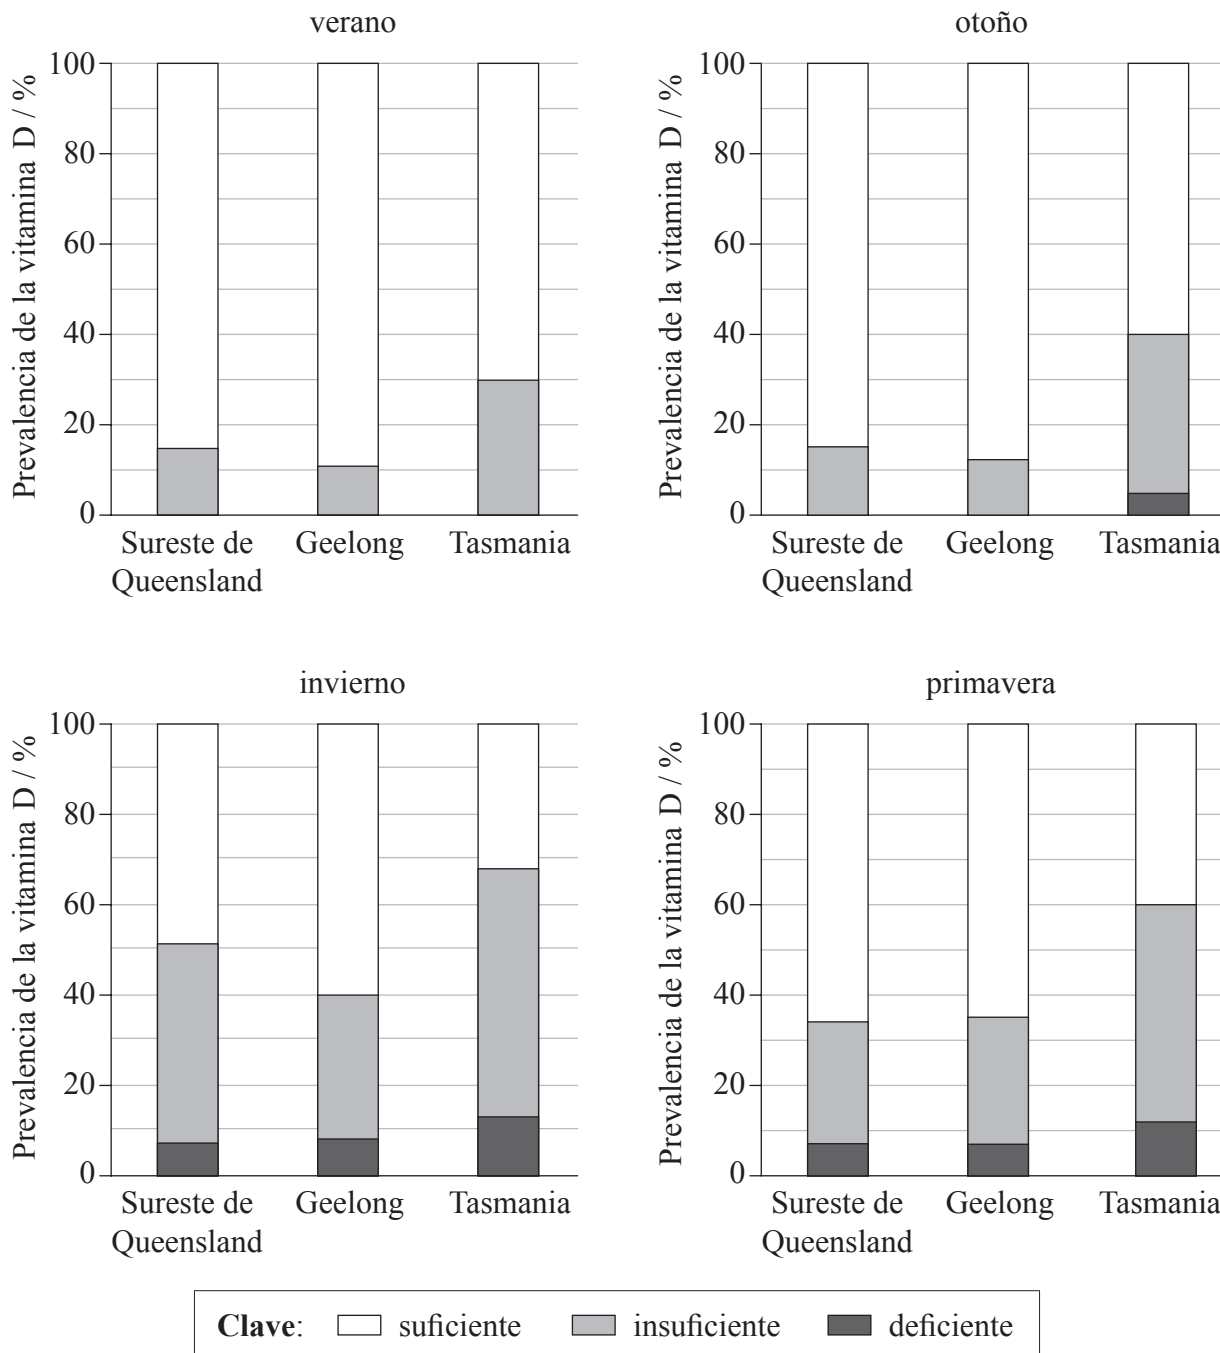 verano
Prevalencia de la vitamina D / %
100
80
60
40
20
0
Sureste de
Queensland
Geelong
Tasmania
otoño
Prevalencia de la vitamina D / %
100
80
60
40
20
0
Sureste de
Queensland
Geelong
Tasmania
invierno
Prevalencia de la vitamina D / %
100
80
60
40
20
0
Sureste de
Queensland
Geelong
Tasmania
primavera
Prevalencia de la vitamina D / %
100
80
60
40
20
0
Sureste de
Queensland
Geelong
Tasmania
Clave: suficiente insuficiente deficiente